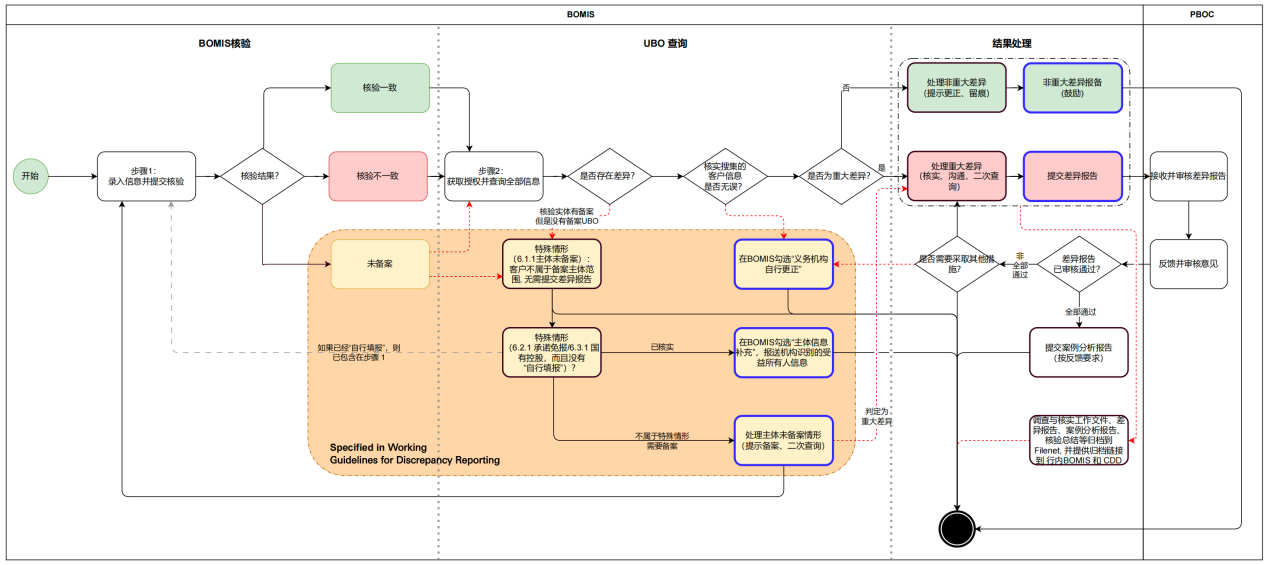 BOMIS
PBOC
BOMIS核验
UBO 查询
结果处理
开始
步骤1:
录入信息并提交核验
核验结果?
核验一致
核验不一致
未备案
步骤2:
获取授权并查询全部信息
是否存在差异?
核实搜集的
客户信息
是否无误?
是否为重大差异?
否
是
处理非重大差异
(提示更正、留痕)
非重大差异报备
(鼓励)
处理重大差异
(核实、沟通、二次查
询)
提交差异报告
接收并审核差异报告
反馈并审核意见
核验实体有备案
但是没有备案UBO
特殊情形
(6.1.1主体未备案):
客户不属于备案主体范
围, 无需提交差异报告
在BOMIS勾选“义务机构
自行更正”
是否需要采取其他措
施?
非
全部
通过
差异报告
已审核通过?
全部通过
如果已经“自行填报”，则
已包含在步骤 1
特殊情形
(6.2.1 承诺免报/6.3.1 国
有控股，而且没有
“自行填报”)?
已核实
在BOMIS勾选“主体信息
补充”，报送机构识别的受
益所有人信息
提交案例分析报告
(按反馈要求)
判定为
重大差异
不属于特殊情形
需要备案
处理主体未备案情形
(提示备案、二次查询)
调查与核实工作文件、差
异报告、案例分析报告、
核验总结等归档到
Filenet, 并提供归档链接
到 行内BOMIS 和 CDD
Specified in Working
Guidelines for Discrepancy Reporting